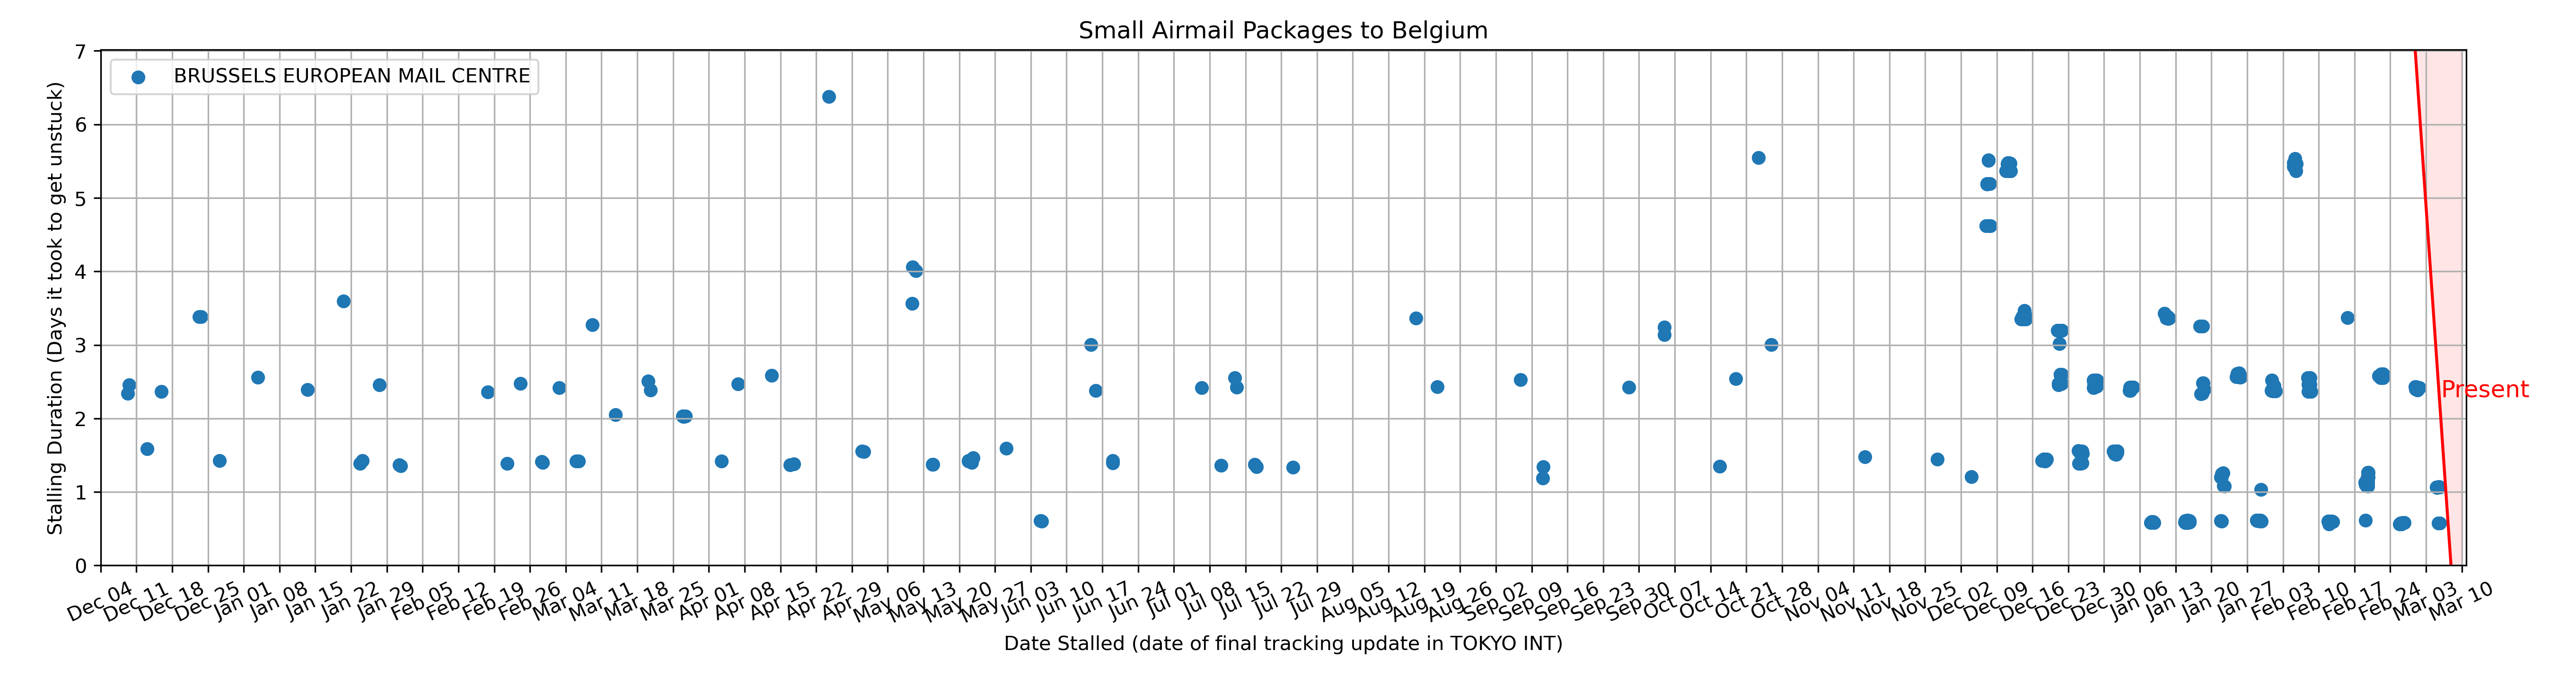 Small Airmail Packages to Belgium
BRUSSELS EUROPEAN MAIL CENTRE
Stalling Duration (Days it took to get unstuck)
7
6
5
4
3
2
1
0
Present
Dec 04
Dec 11
Dec 18
Dec 25
Jan 01
Jan 08
Jan 15
Jan 22
Jan 29
Feb 05
Feb 12
Feb 19
Feb 26
Mar 04
Mar 11
Mar 18
Mar 25
Apr 01
Apr 08
Apr 15
Apr 22
Apr 29
May 06
May 13
May 20
May 27
Jun 03
Jun 10
Jun 17
Jun 24
Jul 01
Jul 08
Jul 15
Jul 22
Jul 29
Aug 05
Aug 12
Aug 19
Aug 26
Sep 02
Sep 09
Sep 16
Sep 23
Sep 30
Oct 07
Oct 14
Oct 21
Oct 28
Nov 04
Nov 11
Nov 18
Nov 25
Dec 02
Dec 09
Dec 16
Dec 23
Dec 30
Jan 06
Jan 13
Jan 20
Jan 27
Feb 03
Feb 10
Feb 17
Feb 24
Mar 03
Mar 10
Date Stalled (date of final tracking update in TOKYO INT)